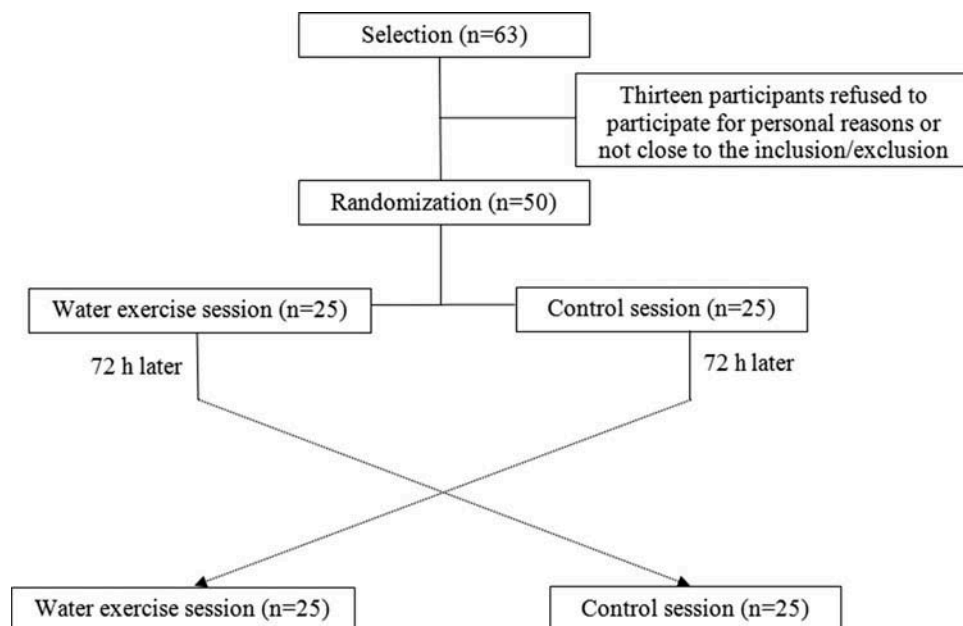 Selection (n=63)
Thirteen participants refused to
participate for personal reasons or
not close to the inclusion/exclusion
Randomization (n=50)
Water exercise session (n=25)
Control session (n=25)
72 h later
72 h later
Water exercise session (n=25)
Control session (n=25)